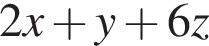 2x + y + 6z